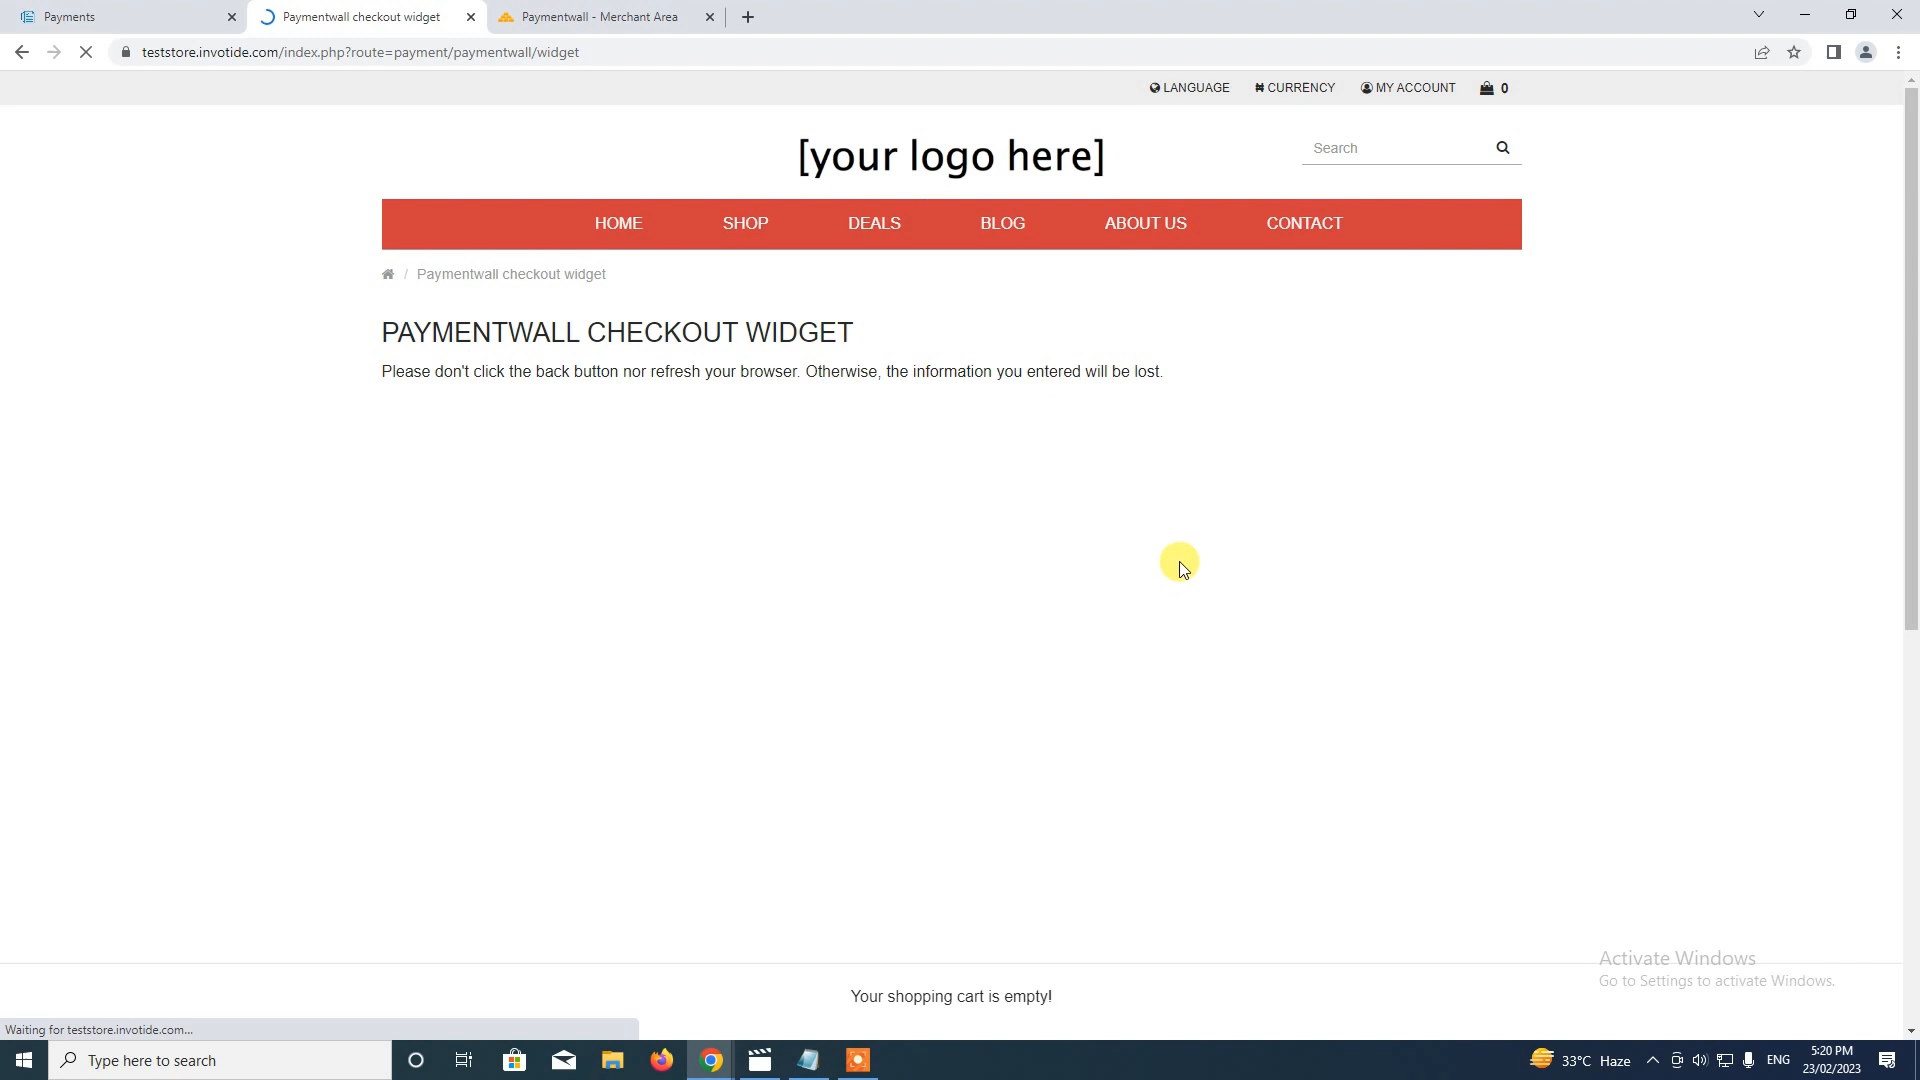 Payments
Paymentwall checkout widget
Paymentwall - Merchant Area
teststore.invotide.com/index.php?route=payment/paymentwall/widget
LANGUAGE
CURRENCY
MY ACCOUNT
0
[your logo here]
Search
HOME
SHOP
DEALS
BLOG
ABOUT US
CONTACT
/ Paymentwall checkout widget
PAYMENTWALL CHECKOUT WIDGET
Please don't click the back button nor refresh your browser. Otherwise, the information you entered will be lost.
Activate Windows
Go to Settings to activate Windows.
Your shopping cart is empty!
Waiting for teststore.invotide.com...
Type here to search
33°C Haze
ENG
5:20 PM
23/02/2023